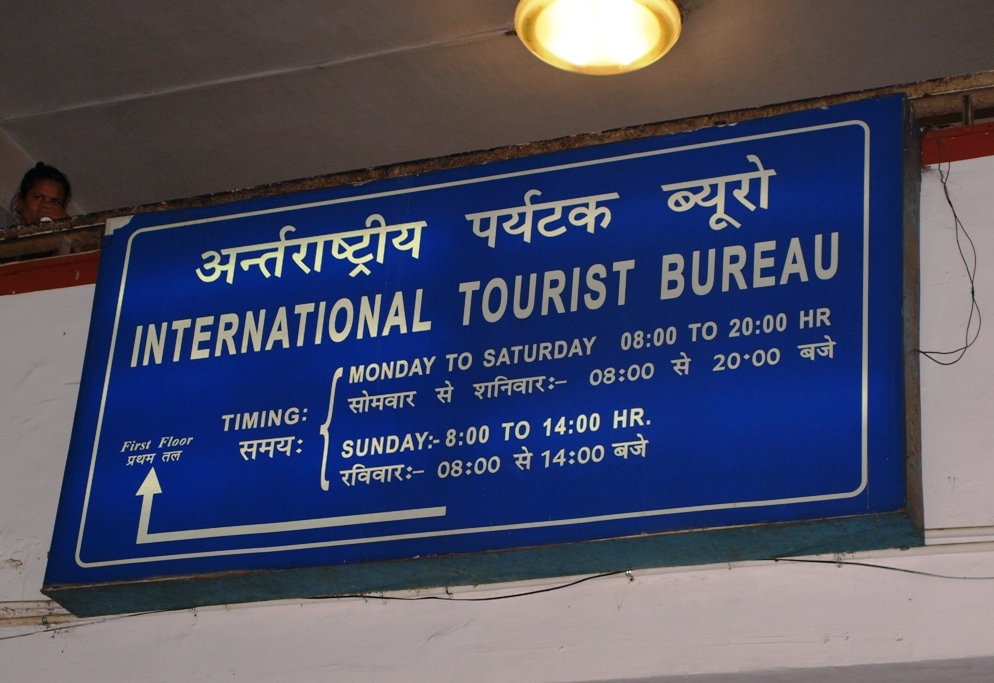 अर्न्तराष्ट्रीय पर्यटक ब्यूरो
INTERNATIONAL TOURIST BUREAU
TIMING:
समयः
MONDAY TO SATURDAY 08:00 TO 20:00 HR
सोमवार से शनिवारः– 08:00 से 20:00 बजे
SUNDAY:- 8:00 TO 14:00 HR.
रविवारः– 08:00 से 14:00 बजे
First Floor
प्रथम तल